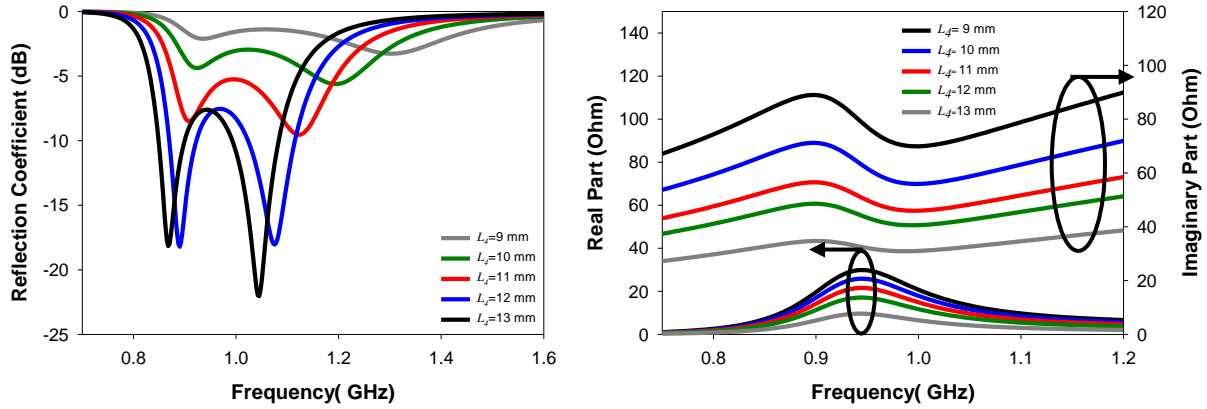 Reflection Coefficient (dB)
0
-5
-10
-15
-20
-25
0.8
1.0
1.2
1.4
1.6
Frequency( GHz)
L4=9 mm
L4=10 mm
L4=11 mm
L4=12 mm
L4=13 mm
Real Part (Ohm)
140
120
100
80
60
40
20
0
0.8
0.9
1.0
1.1
1.2
Frequency( GHz)
L4= 9 mm
L4= 10 mm
L4=11 mm
L4=12 mm
L4=13 mm
120
100
80
60
40
20
0
Imaginary Part (Ohm)